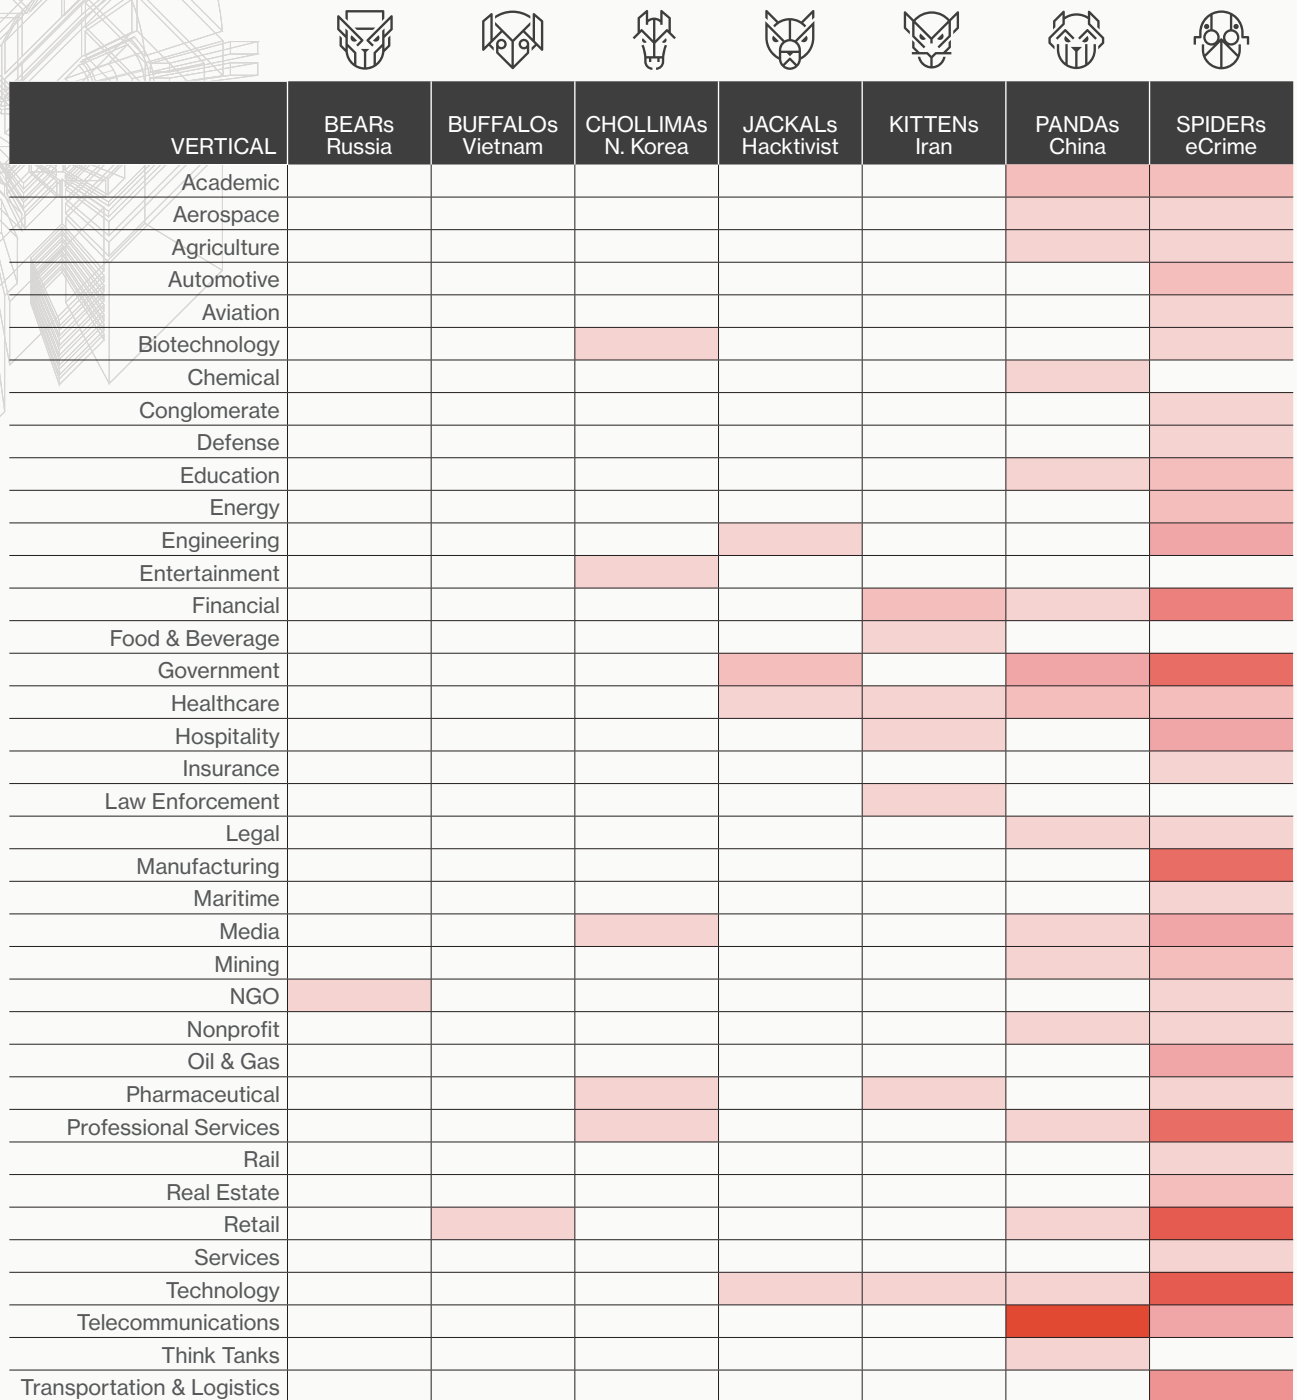 VERTICAL
BEARs
Russia
BUFFALOs
Vietnam
CHOLLIMAs
N. Korea
JACKALs
Hacktivist
KITTENs
Iran
PANDAs
China
SPIDERs
eCrime
Academic
Aerospace
Agriculture
Automotive
Aviation
Biotechnology
Chemical
Conglomerate
Defense
Education
Energy
Engineering
Entertainment
Financial
Food & Beverage
Government
Healthcare
Hospitality
Insurance
Law Enforcement
Legal
Manufacturing
Maritime
Media
Mining
NGO
Nonprofit
Oil & Gas
Pharmaceutical
Professional Services
Rail
Real Estate
Retail
Services
Technology
Telecommunications
Think Tanks
Transportation & Logistics